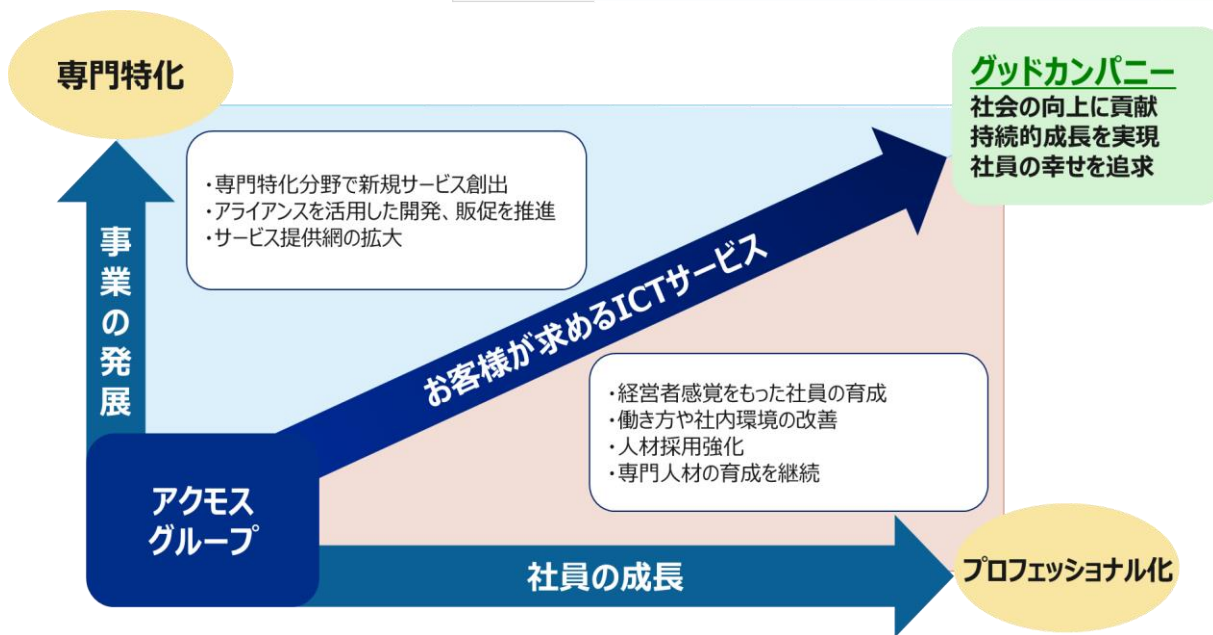 専門特化
グッドカンパニー
社会の向上に貢献
持続的成長を実現
社員の幸せを追求
・専門特化分野で新規サービス創出
・アライアンスを活用した開発、販促を推進
・サービス提供網の拡大
事業の発展
お客様が求めるICTサービス
・経営者感覚をもった社員の育成
・働き方や社内環境の改善
・人材採用強化
・専門人材の育成を継続
アクモス
グループ
社員の成長
プロフェッショナル化